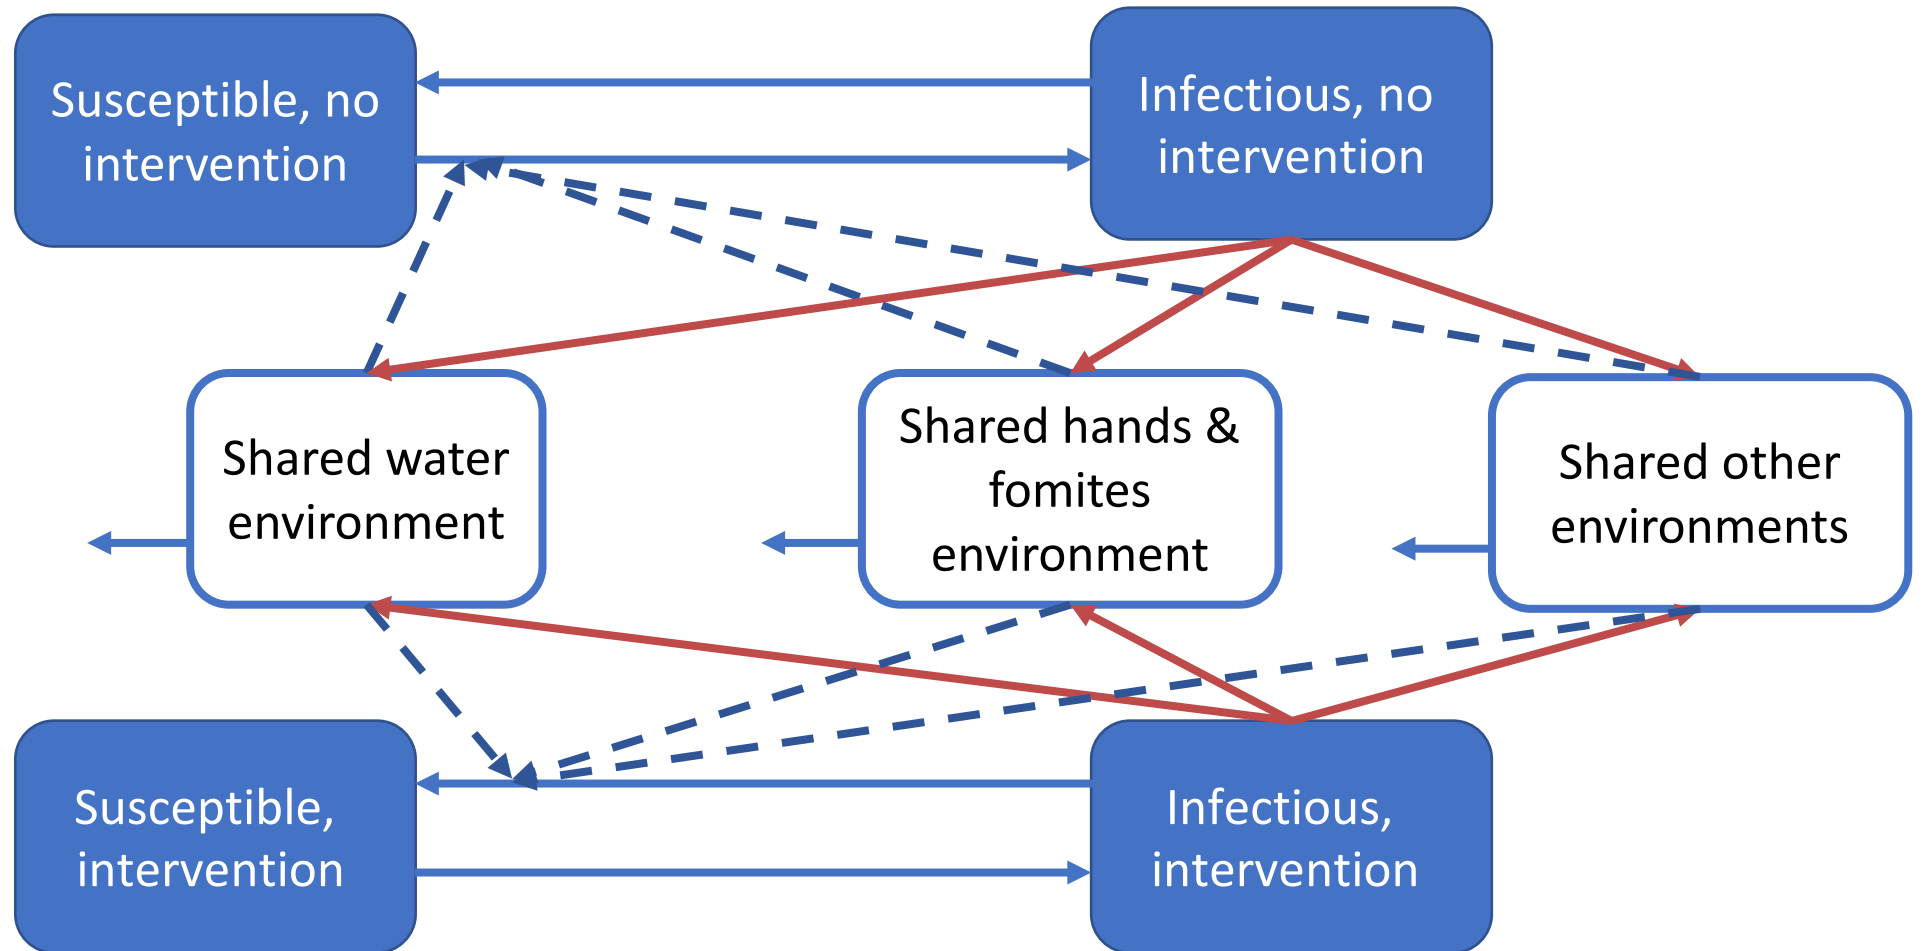 Susceptible, no
intervention
Infectious, no
intervention
Shared water
environment
Shared hands &
fomites
environment
Shared other
environments
Susceptible,
intervention
Infectious,
intervention